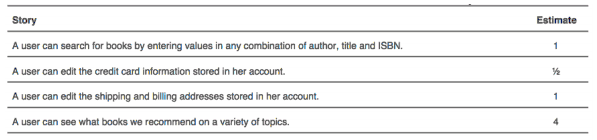 Story Estimate
A user can search for books by entering values in any combination of author, title and ISBN. 1
A user can edit the credit card information stored in her account. ½
A user can edit the shipping and billing addresses stored in her account. 1
A user can see what books we recommend on a variety of topics. 4